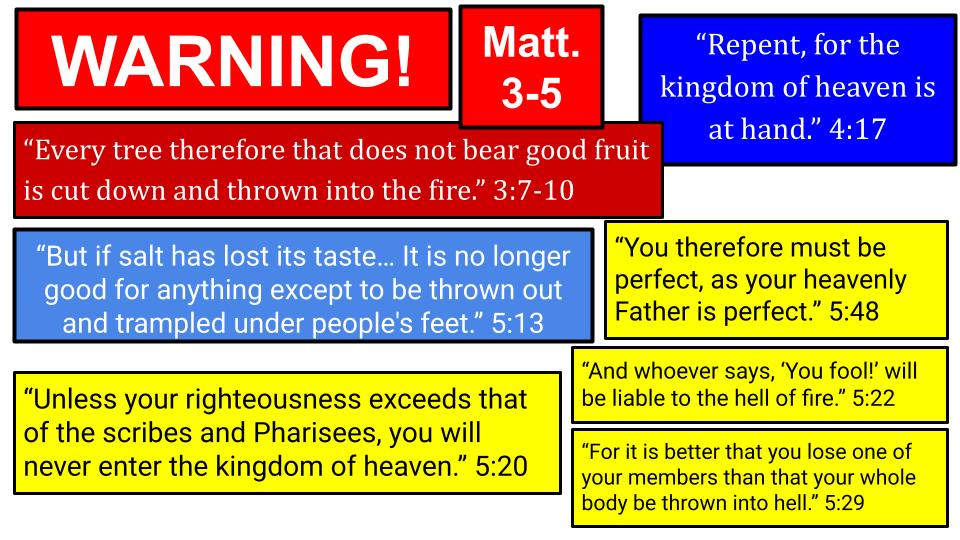 WARNING!
Matt.
3-5
“Repent, for the
kingdom of heaven is
at hand.” 4:17
“Every tree therefore that does not bear good fruit
is cut down and thrown into the fire.” 3:7-10
“But if salt has lost its taste… It is no longer
good for anything except to be thrown out
and trampled under people's feet.” 5:13
“You therefore must be
perfect, as your heavenly
Father is perfect.” 5:48
“Unless your righteousness exceeds that
of the scribes and Pharisees, you will
never enter the kingdom of heaven.” 5:20
“And whoever says, ‘You fool!’ will
be liable to the hell of fire.” 5:22
“For it is better that you lose one of
your members than that your whole
body be thrown into hell.” 5:29